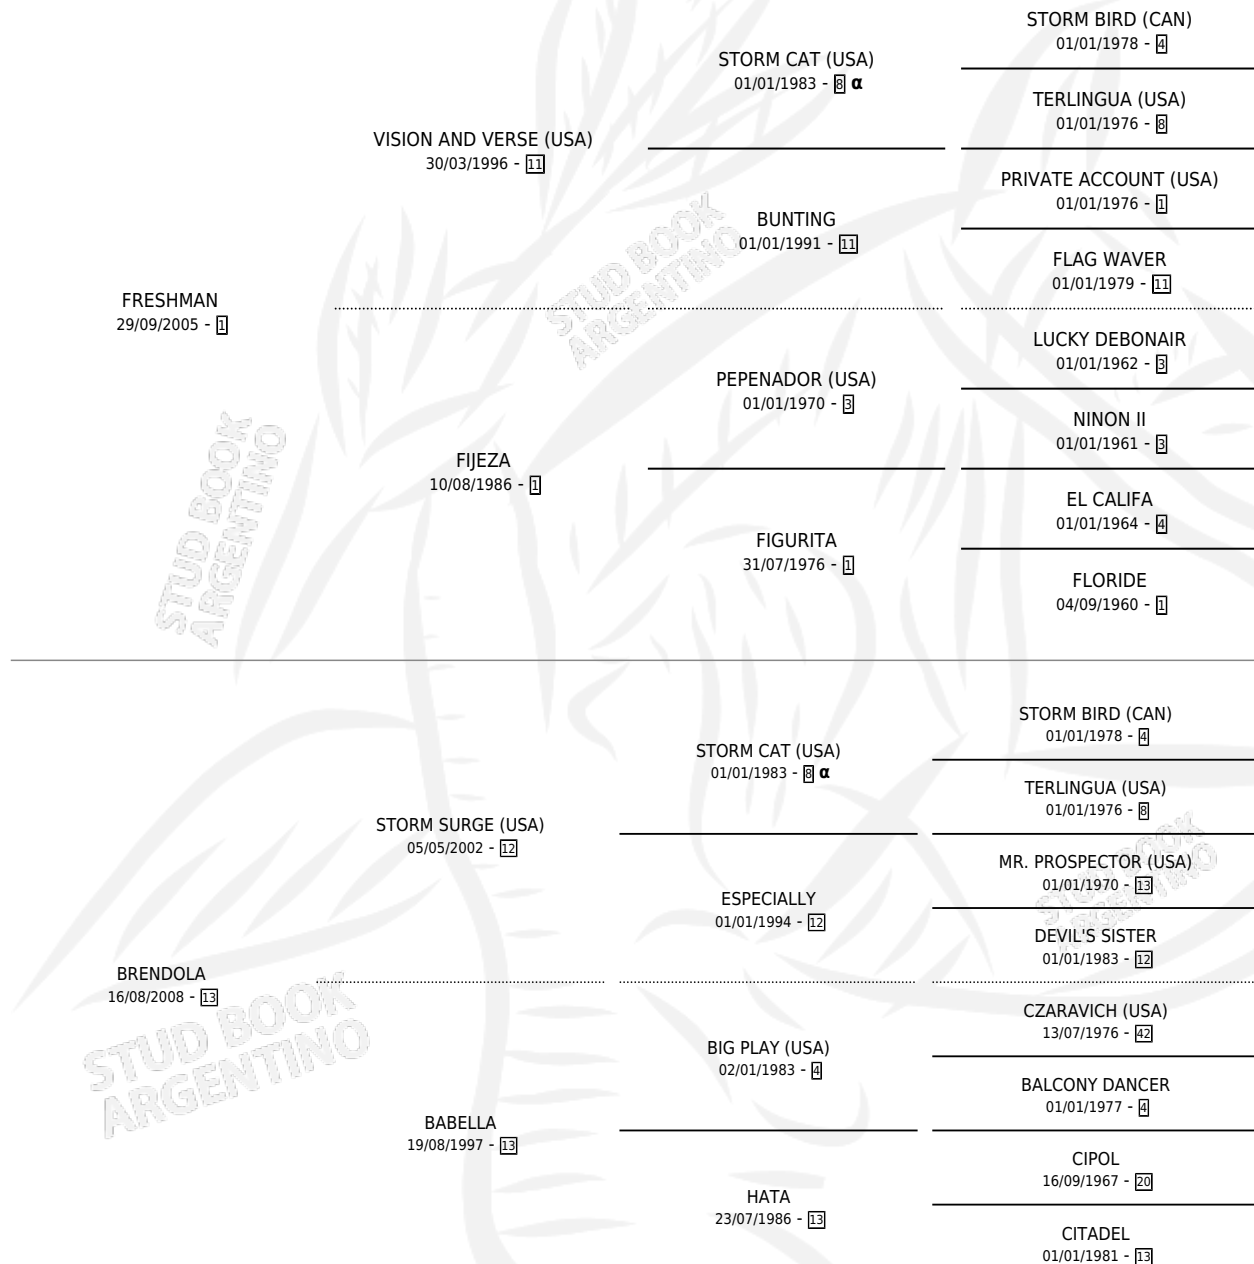 STORM BIRD (CAN)
01/01/1978 - 4
STORM CAT (USA)
01/01/1983 - 8 α
TERLINGUA (USA)
01/01/1976 - 8
VISION AND VERSE (USA)
30/03/1996 - 11
PRIVATE ACCOUNT (USA)
01/01/1976 - 1
BUNTING
01/01/1991 - 11
FLAG WAVER
01/01/1979 - 11
FRESHMAN
29/09/2005 - 1
LUCKY DEBONAIR
01/01/1962 - 3
PEPENADOR (USA)
01/01/1970 - 3
NINON II
01/01/1961 - 3
FIJEZA
10/08/1986 - 1
EL CALIFA
01/01/1964 - 4
FIGURITA
31/07/1976 - 1
FLORIDE
04/09/1960 - 1
STORM BIRD (CAN)
01/01/1978 - 4
STORM CAT (USA)
01/01/1983 - 8 α
TERLINGUA (USA)
01/01/1976 - 8
STORM SURGE (USA)
05/05/2002 - 12
MR. PROSPECTOR (USA)
01/01/1970 - 13
ESPECIALLY
01/01/1994 - 12
DEVIL'S SISTER
01/01/1983 - 12
BRENDOLA
16/08/2008 - 13
CZARAVICH (USA)
13/07/1976 - 42
BIG PLAY (USA)
02/01/1983 - 4
BALCONY DANCER
01/01/1977 - 4
BABELLA
19/08/1997 - 13
CIPOL
16/09/1967 - 20
HATA
23/07/1986 - 13
CITADEL
01/01/1981 - 13
STUD BOOK
ARGENTINO
STUD BOOK
ARGENTINO
STUD BOOK
ARGENTINO
STUD BOOK
ARGENTINO